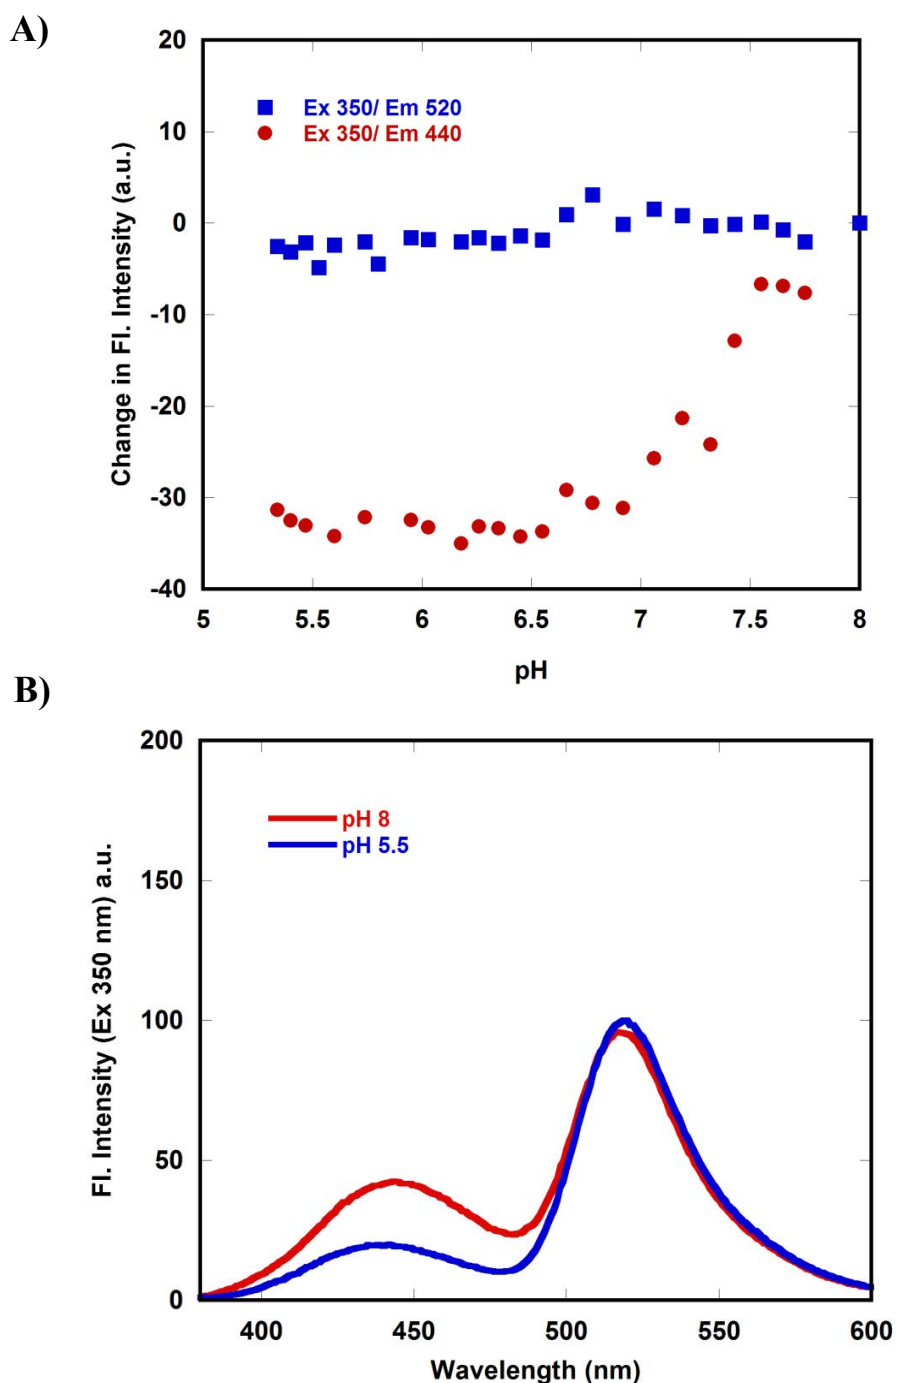 A)
Change in Fl. Intensity (a.u.)
20
10
0
-10
-20
-30
-40
Ex 350/ Em 520
Ex 350/ Em 440
5
5.5
6
6.5
7
7.5
8
pH
B)
Fl. Intensity (Ex 350 nm) a.u.
200
150
100
50
0
pH 8
pH 5.5
400
450
500
550
600
Wavelength (nm)